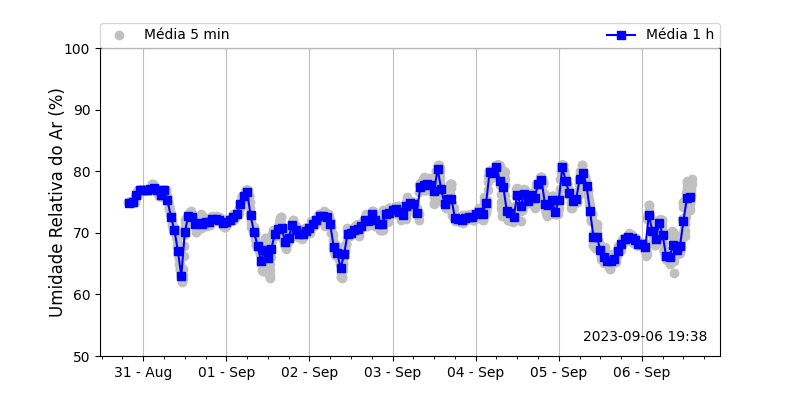 Média 5 min
Média 1 h
Umidade Relativa do Ar (%)
100
90
80
70
60
50
2023-09-06 19:38
31 - Aug
01 - Sep
02 - Sep
03 - Sep
04 - Sep
05 - Sep
06 - Sep